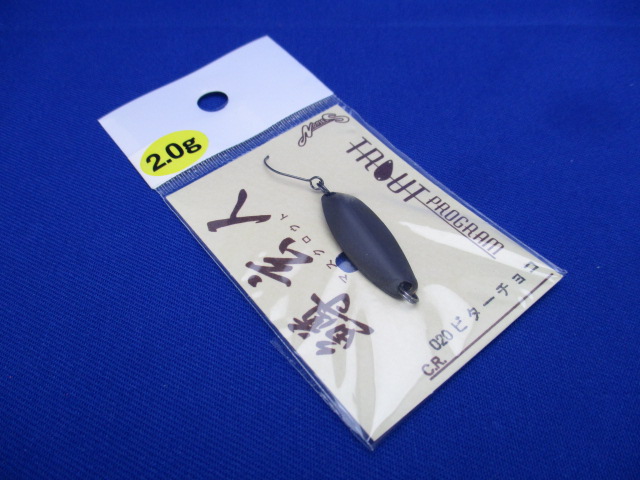 2.0g
Nories
TROUT
PROGRAM
鱒玄人
マスクロウト
C.R. 020ビターチョコ